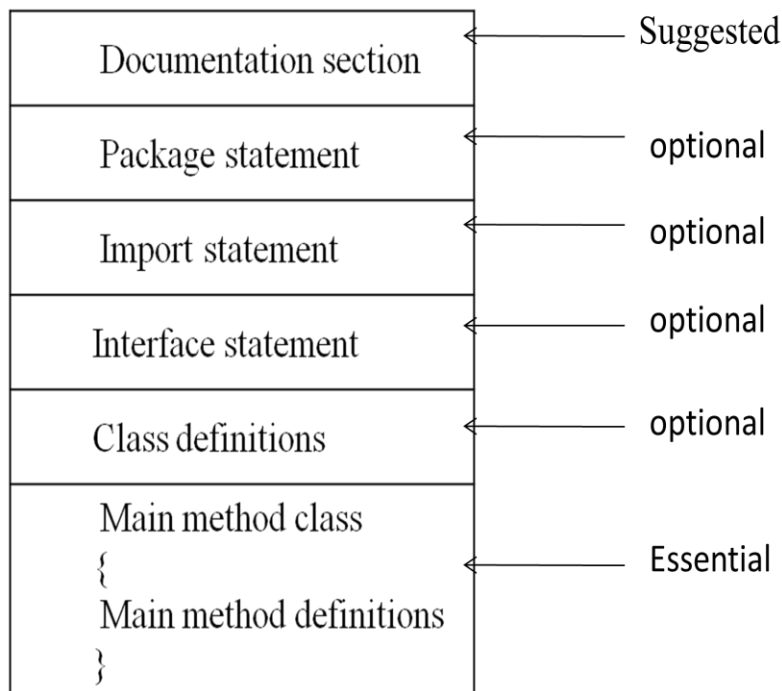 Documentation section
Suggested
Package statement
optional
Import statement
optional
Interface statement
optional
Class definitions
optional
Main method class
{
Essential
Main method definitions
}